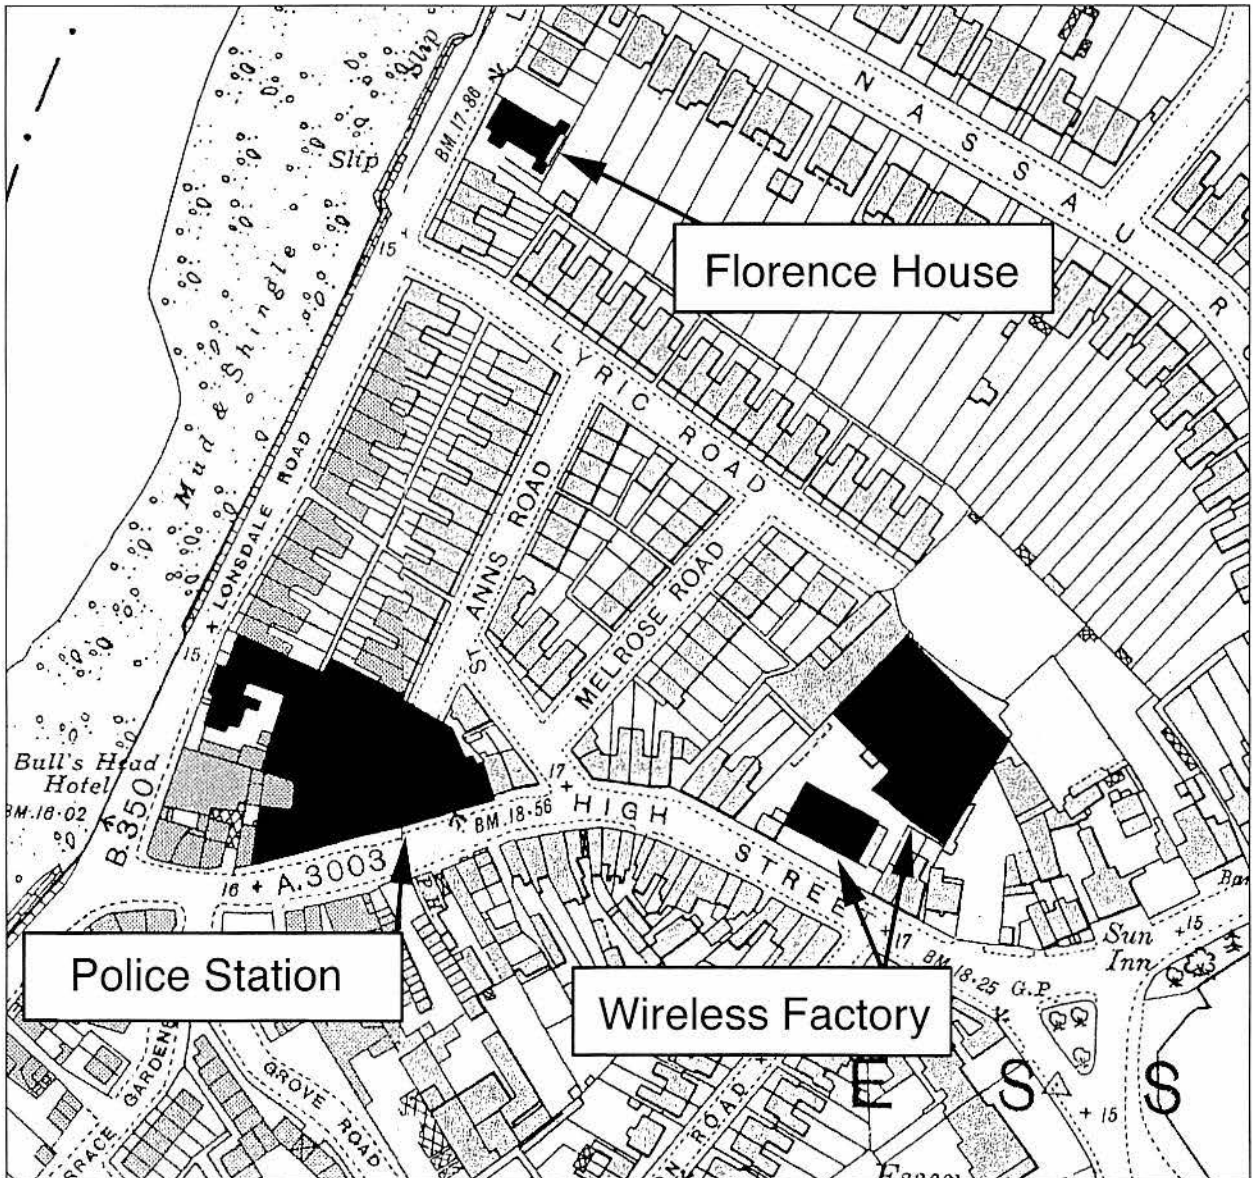 L
Slip
BM.17·88
Slip
NASSAU R
15
Florence House
Mud & Shingle
LYRIC ROAD
LONSDALE ROAD
ST ANNS ROAD
MELROSE ROAD
15
Bull's Head
Hotel
BM.18·02
B.350
17
BM.18·56
HIGH STREET
16
A.3003
P.H.
17
BM.18·25
G.P.
Sun
Inn
15
Police Station
Wireless Factory
GARDENS
GROVE ROAD
ROAD
E S S
15